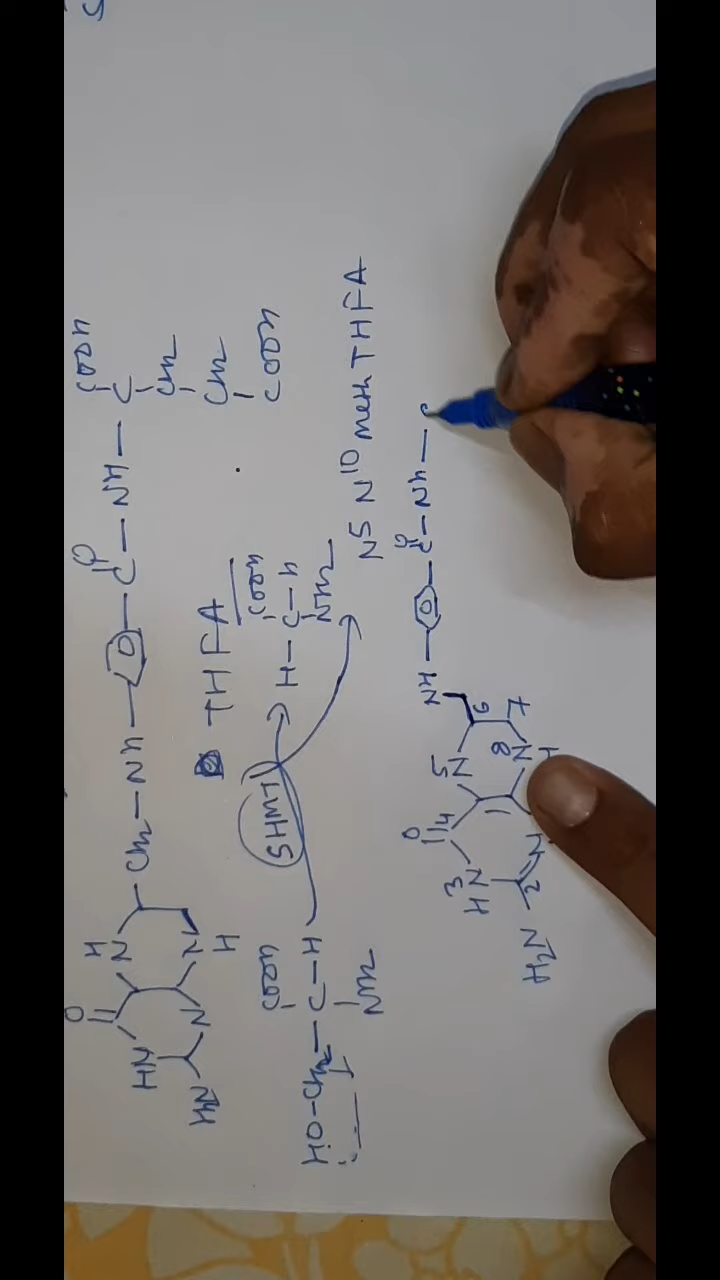 COOH
O
H
HN N CH2 – NH – C – NH – C
CH2
H2N N N CH2
H COOH
THFA
COOH COOH
HO-CH2 – C – H SHMT H – C – H
NH2 NH2
N5 N10 meth THFA
O
H 3 N 4 5 N 6 NH – C – NH – C
H2N 2 N 8 N 7
H